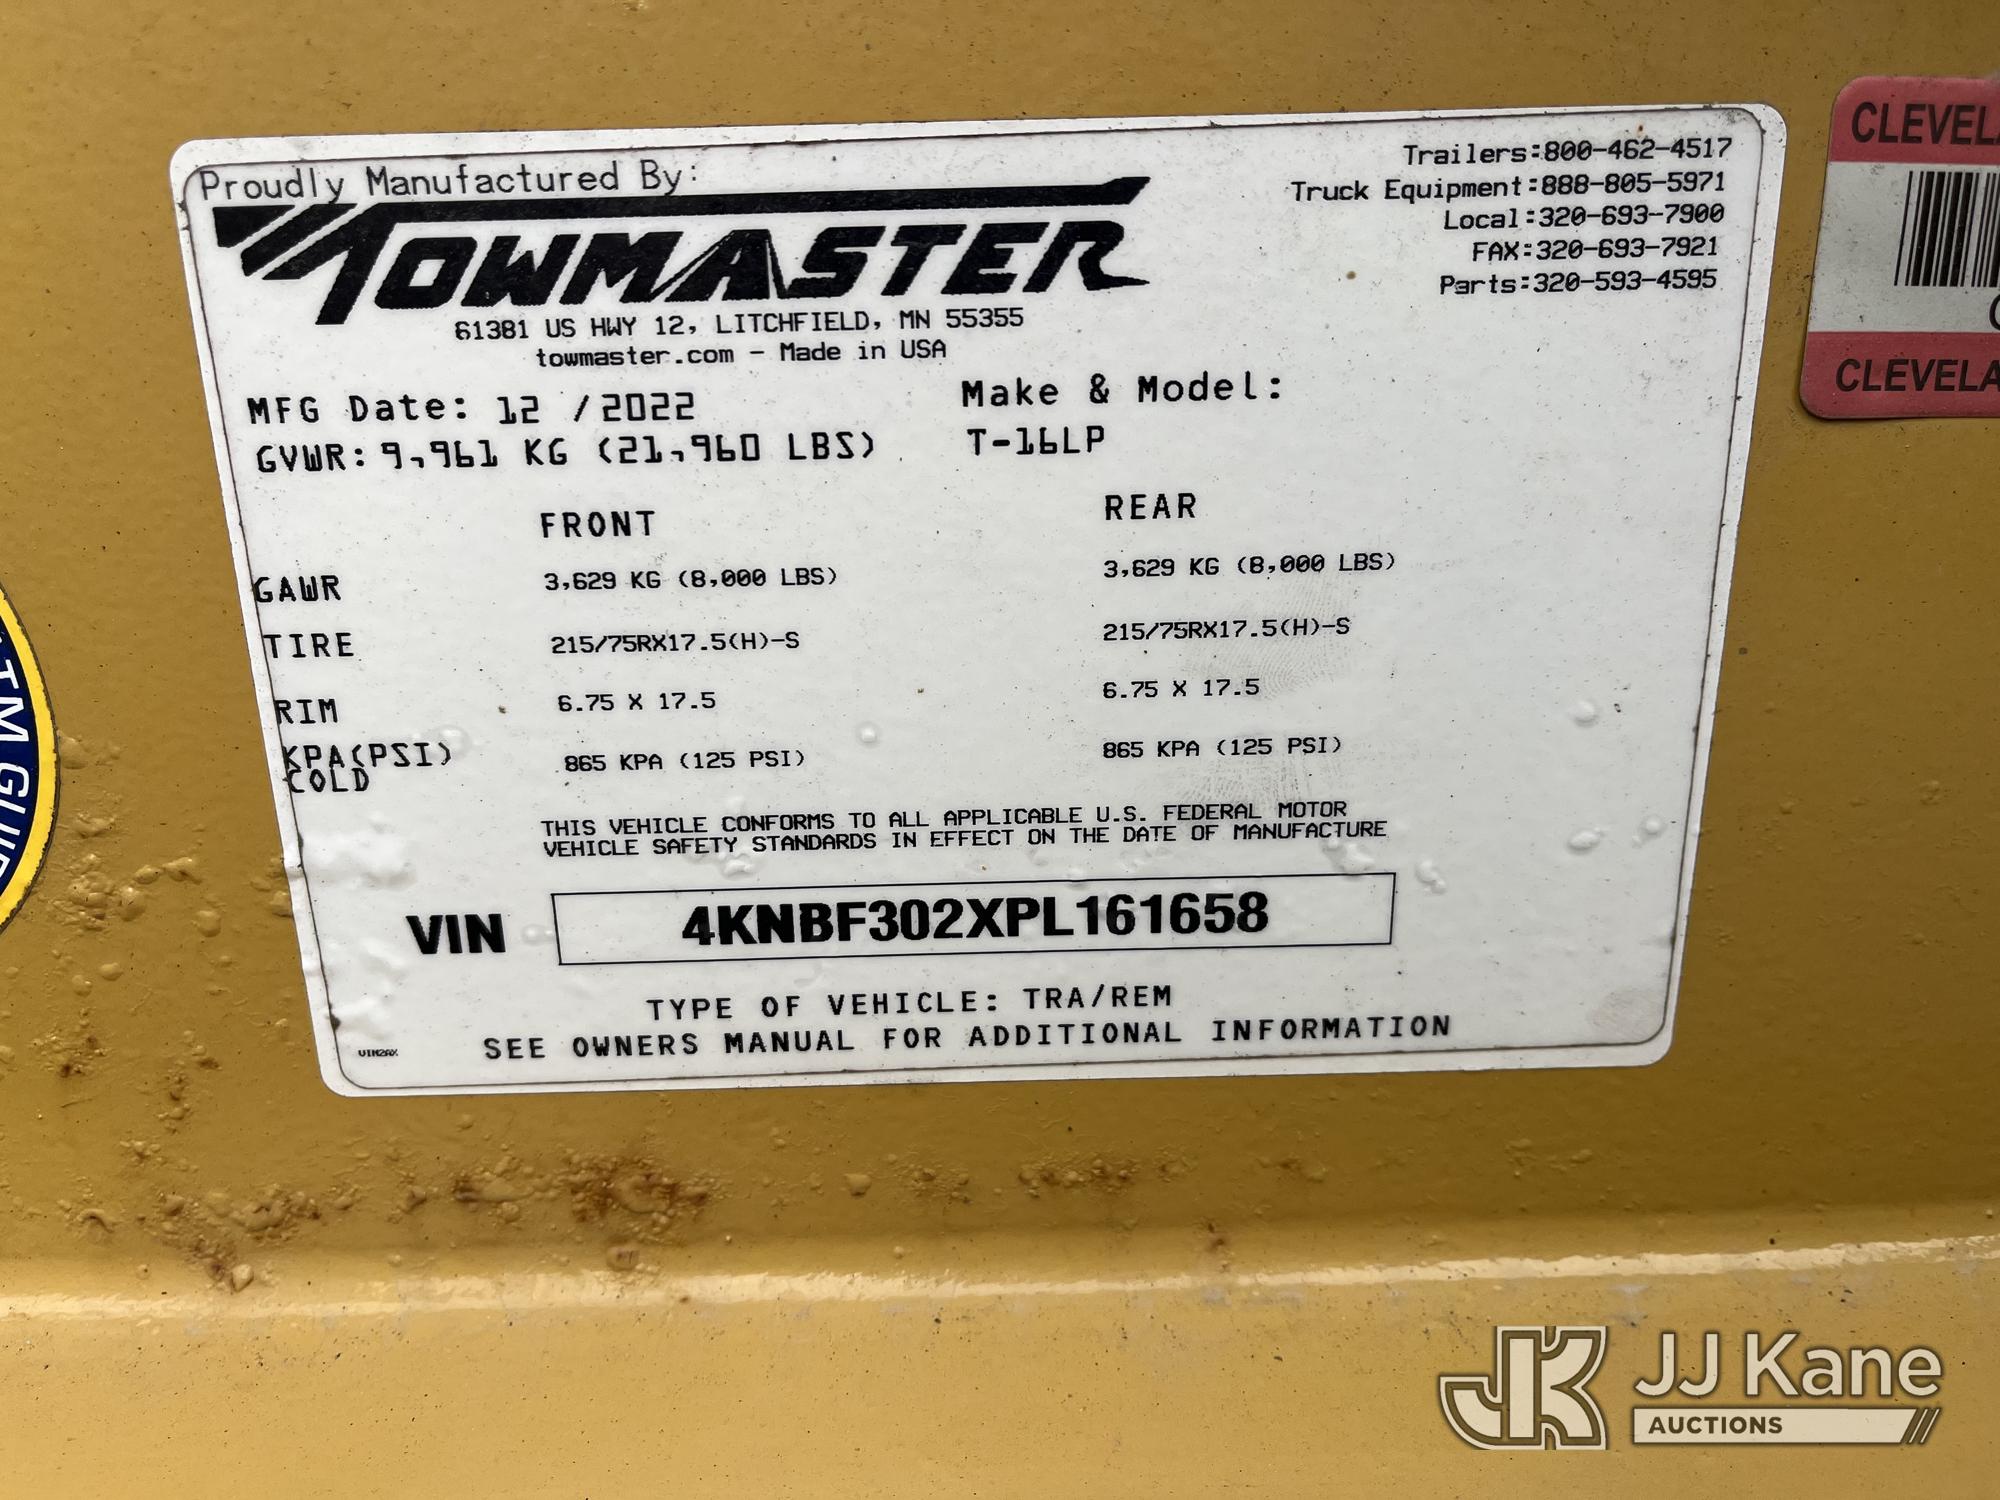 Proudly Manufactured By:
TOWMASTER
61381 US HWY 12, LITCHFIELD, MN 55355
towmaster.com - Made in USA
Trailers:800-462-4517
Truck Equipment:888-805-5971
Local:320-693-7900
FAX:320-693-7921
Parts:320-593-4595
MFG Date: 12 /2022
Make & Model:
GVWR: 9,961 KG (21,960 LBS)
T-16LP
FRONT REAR
GAWR 3,629 KG (8,000 LBS) 3,629 KG (8,000 LBS)
TIRE 215/75RX17.5(H)-S 215/75RX17.5(H)-S
RIM 6.75 X 17.5 6.75 X 17.5
KPA(PSI) 865 KPA (125 PSI) 865 KPA (125 PSI)
COLD
THIS VEHICLE CONFORMS TO ALL APPLICABLE U.S. FEDERAL MOTOR
VEHICLE SAFETY STANDARDS IN EFFECT ON THE DATE OF MANUFACTURE
VIN 4KNBF302XPL161658
TYPE OF VEHICLE: TRA/REM
SEE OWNERS MANUAL FOR ADDITIONAL INFORMATION
VIN2AX
CLEVELA
CLEVELA
TM GUI
JJ Kane
AUCTIONS